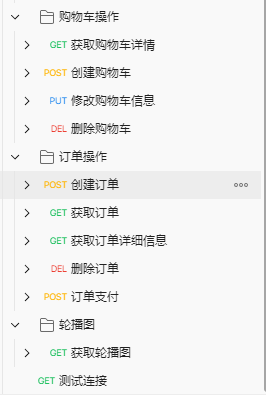 购物车操作
GET 获取购物车详情
POST 创建购物车
PUT 修改购物车信息
DEL 删除购物车
订单操作
POST 创建订单
GET 获取订单
GET 获取订单详细信息
DEL 删除订单
POST 订单支付
轮播图
GET 获取轮播图
GET 测试连接